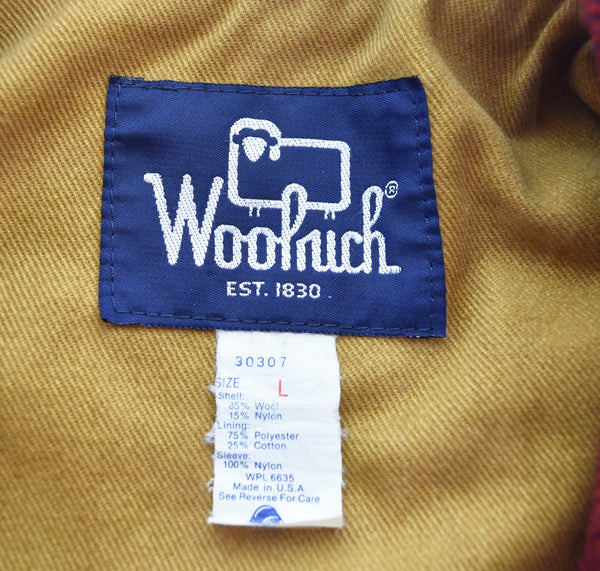 Woolrich®
EST. 1830
30307
SIZE L
Shell:
85% Wool
15% Nylon
Lining:
75% Polyester
25% Cotton
Sleeve:
100% Nylon
WPL 6635
Made in U.S.A.
See Reverse For Care